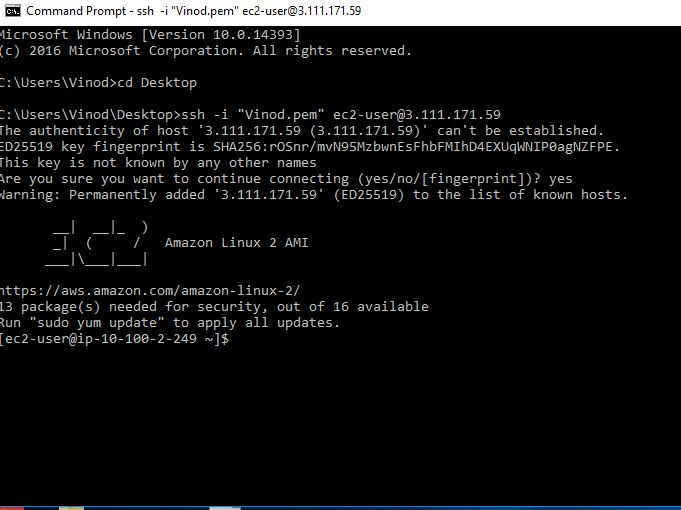 Command Prompt - ssh -i "Vinod.pem" ec2-user@3.111.171.59
Microsoft Windows [Version 10.0.14393]
(c) 2016 Microsoft Corporation. All rights reserved.
C:\Users\Vinod>cd Desktop
C:\Users\Vinod\Desktop>ssh -i "Vinod.pem" ec2-user@3.111.171.59
The authenticity of host '3.111.171.59 (3.111.171.59)' can't be established.
ED25519 key fingerprint is SHA256:rOSnr/mvN95MzbwnEsFhbFMIhD4EXUqWNIP0agNZFPE.
This key is not known by any other names
Are you sure you want to continue connecting (yes/no/[fingerprint])? yes
Warning: Permanently added '3.111.171.59' (ED25519) to the list of known hosts.
       __|  __|_  )
       _|  (     /   Amazon Linux 2 AMI
      ___|\___|___|
https://aws.amazon.com/amazon-linux-2/
13 package(s) needed for security, out of 16 available
Run "sudo yum update" to apply all updates.
[ec2-user@ip-10-100-2-249 ~]$